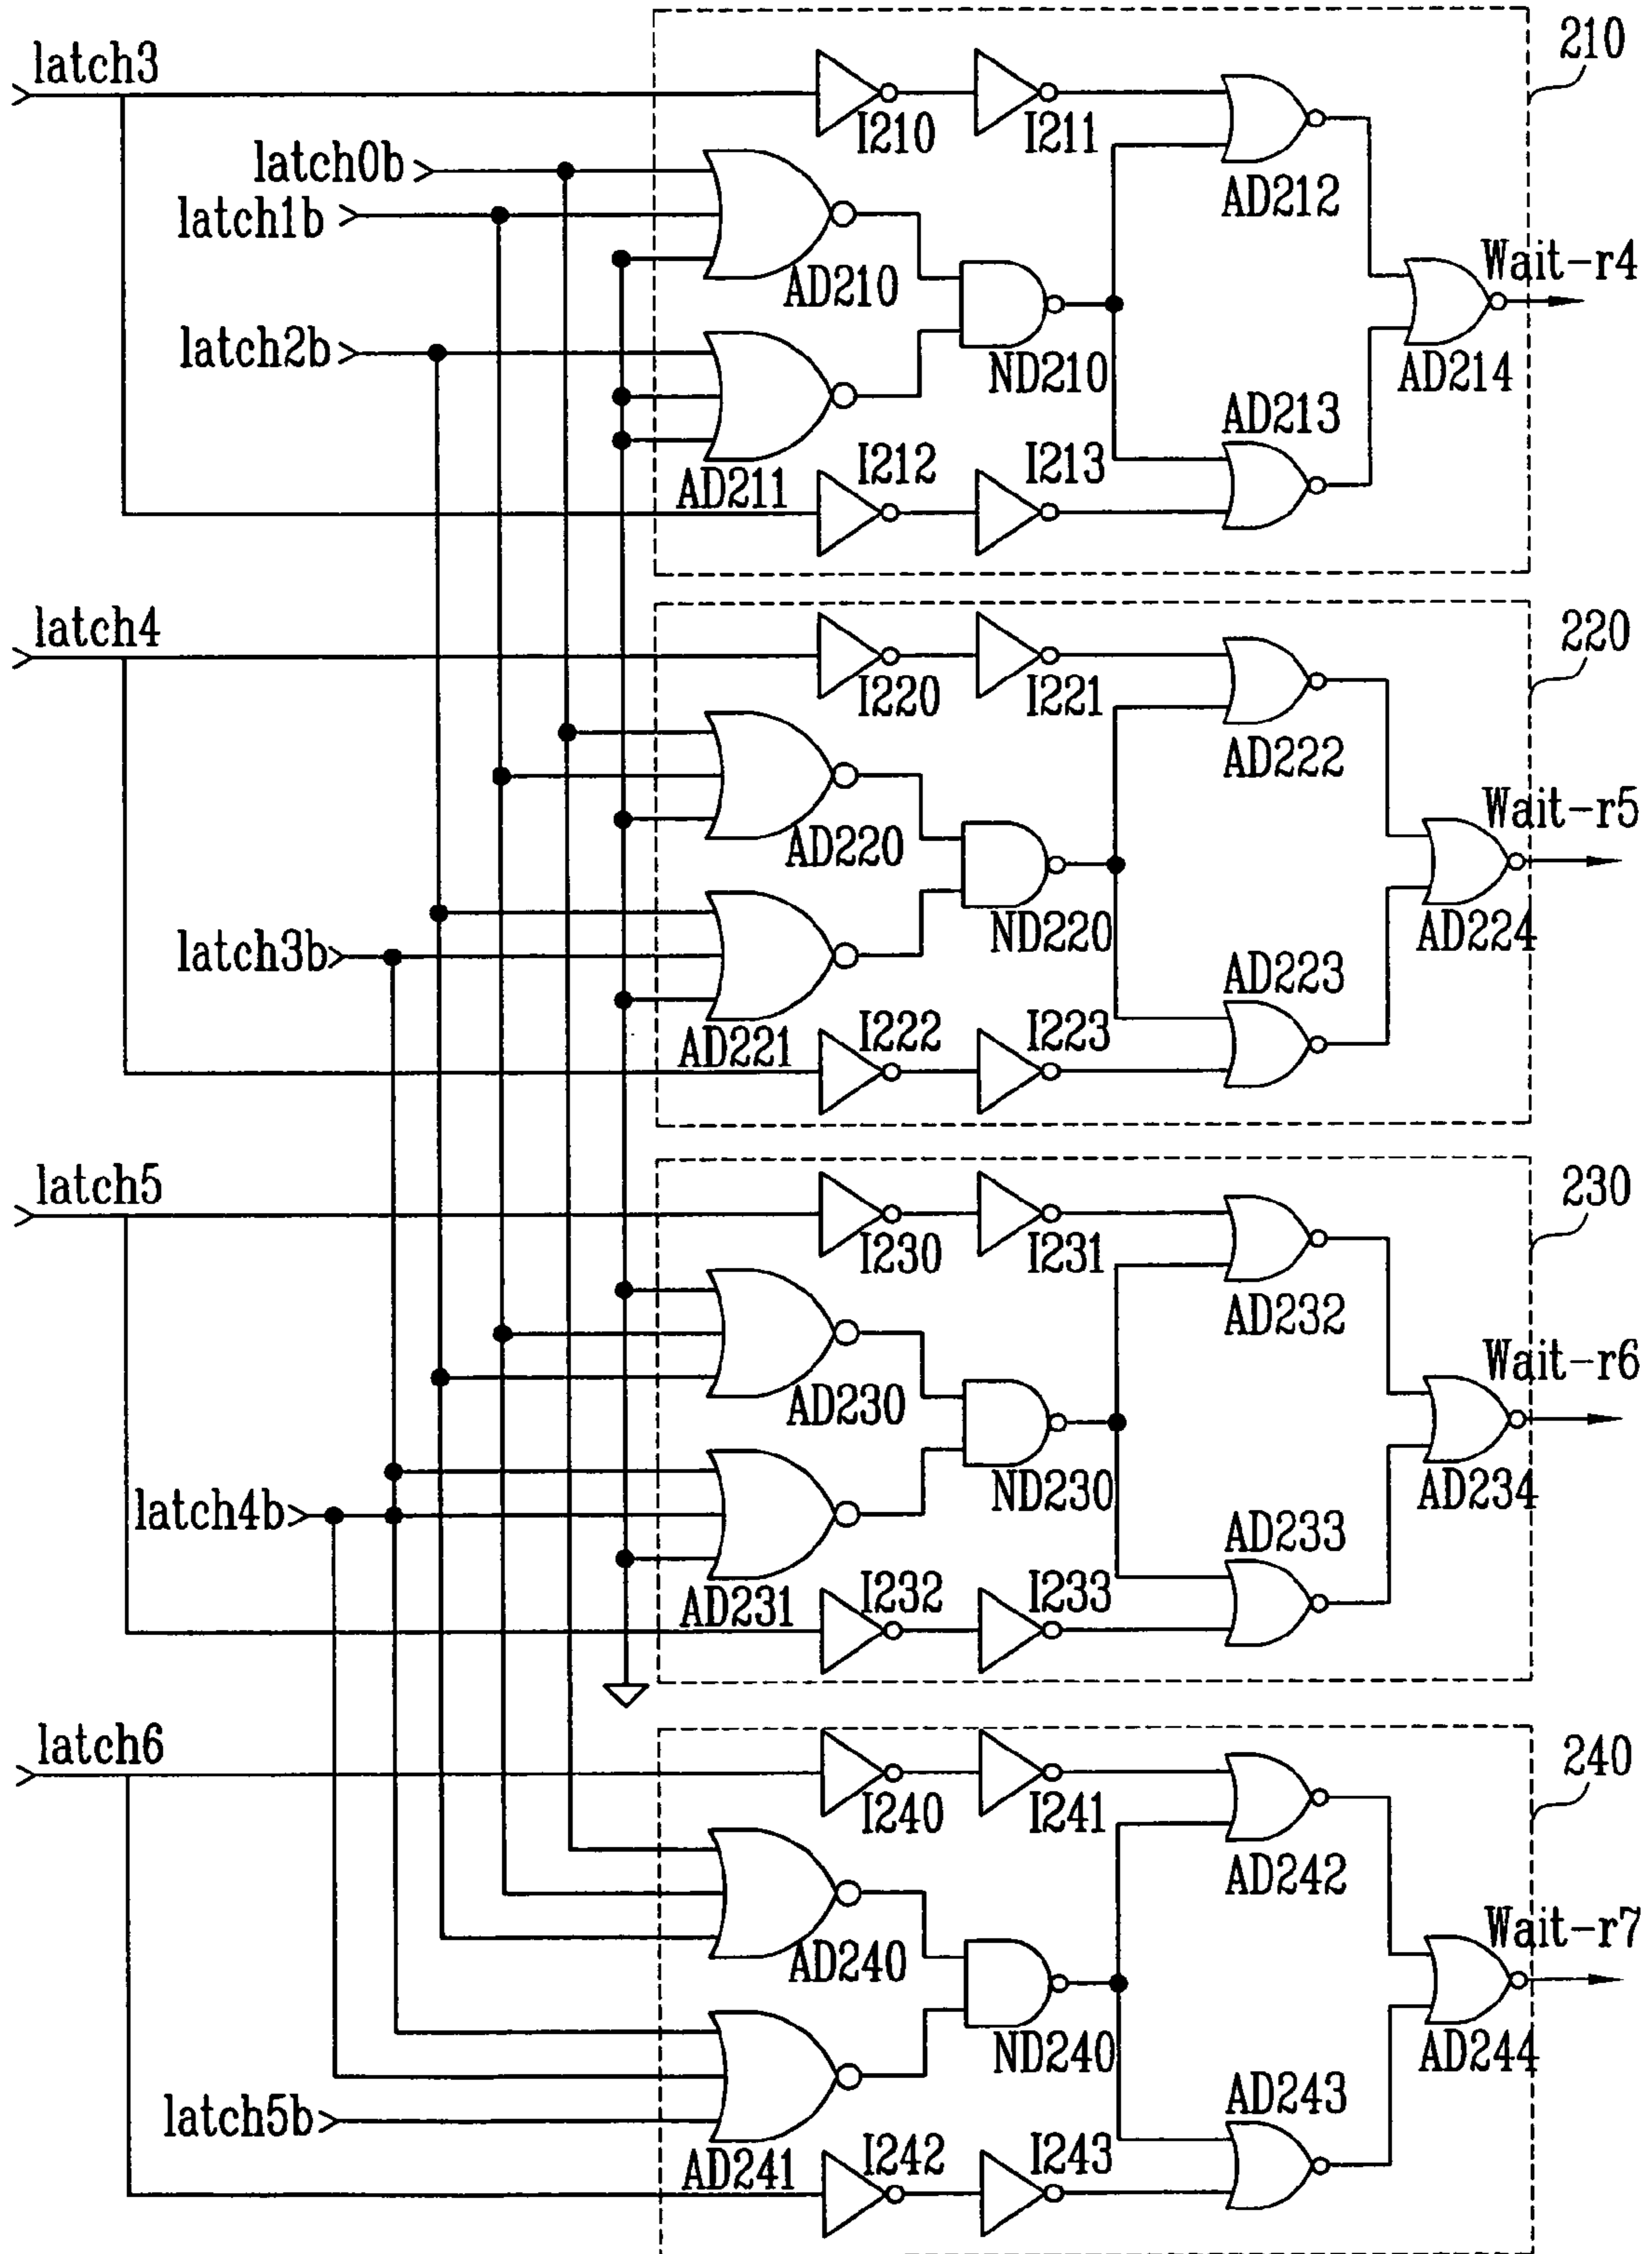 latch3
210
I210
I211
latch0b
latch1b
AD212
AD210
Wait-r4
latch2b
ND210
AD214
AD213
I212
I213
AD211
latch4
220
I220
I221
AD222
AD220
Wait-r5
ND220
AD224
latch3b
AD223
I222
I223
AD221
latch5
230
I230
I231
AD232
AD230
Wait-r6
ND230
AD234
latch4b
AD233
I232
I233
AD231
latch6
240
I240
I241
AD242
AD240
Wait-r7
ND240
AD244
AD243
latch5b
I242
I243
AD241